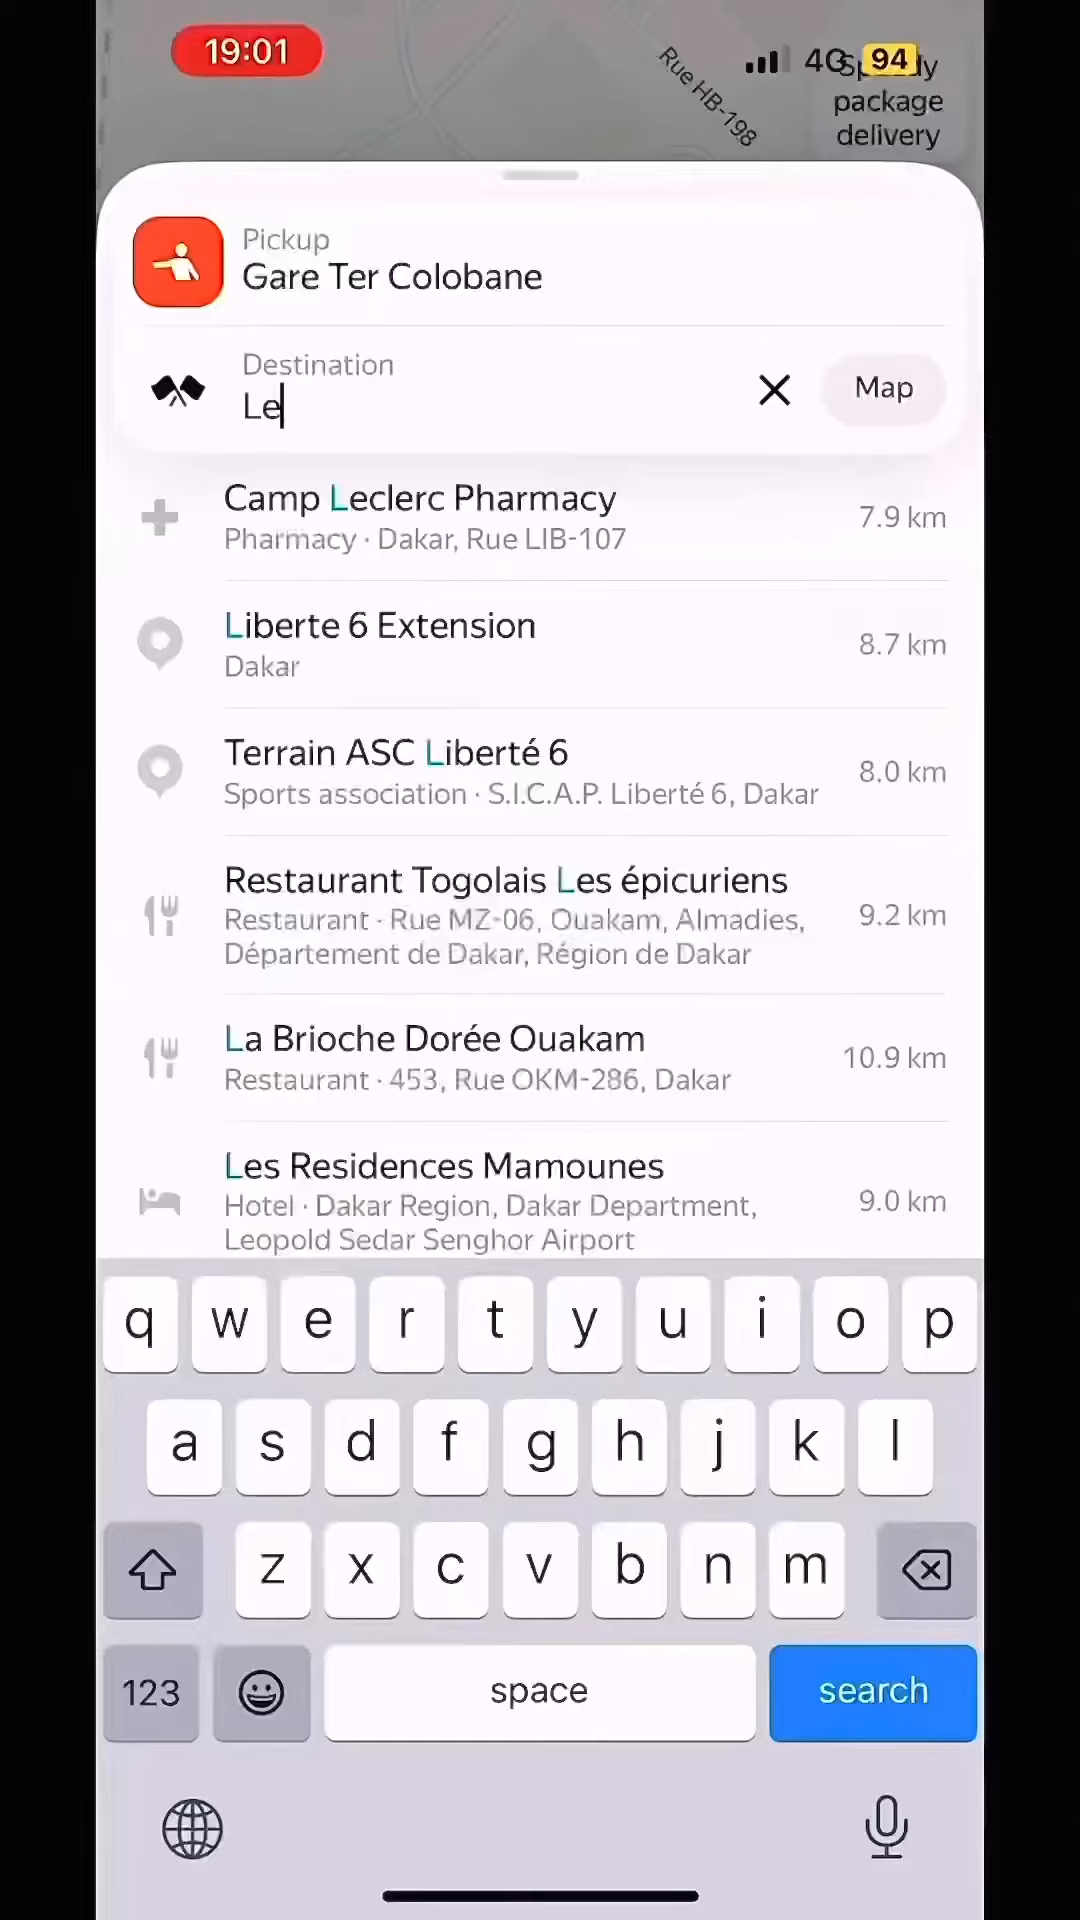 19:01
4G
94
Rue HB-198
Speedy
package
delivery
Pickup
Gare Ter Colobane
Destination
Le
Map
Camp Leclerc Pharmacy
Pharmacy · Dakar, Rue LIB-107
7.9 km
Liberte 6 Extension
Dakar
8.7 km
Terrain ASC Liberté 6
Sports association · S.I.C.A.P. Liberté 6, Dakar
8.0 km
Restaurant Togolais Les épicuriens
Restaurant · Rue MZ-06, Ouakam, Almadies,
Département de Dakar, Région de Dakar
9.2 km
La Brioche Dorée Ouakam
Restaurant · 453, Rue OKM-286, Dakar
10.9 km
Les Residences Mamounes
Hotel · Dakar Region, Dakar Department,
Leopold Sedar Senghor Airport
9.0 km
q w e r t y u i o p
a s d f g h j k l
z x c v b n m
123 space search